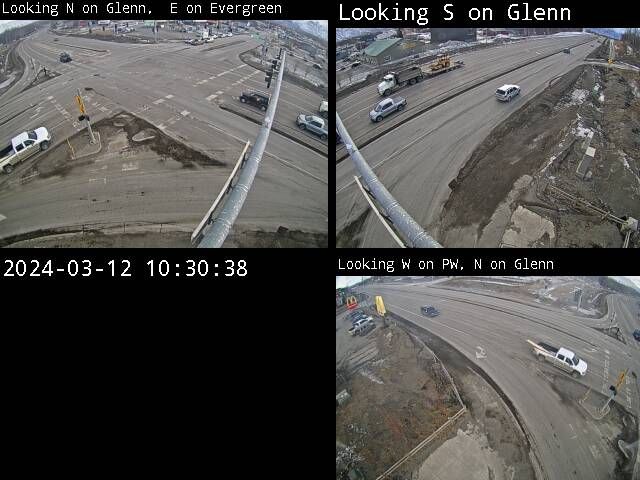 Looking N on Glenn,  E on Evergreen
Looking S on Glenn
2024-03-12 10:30:38
Looking W on PW, N on Glenn